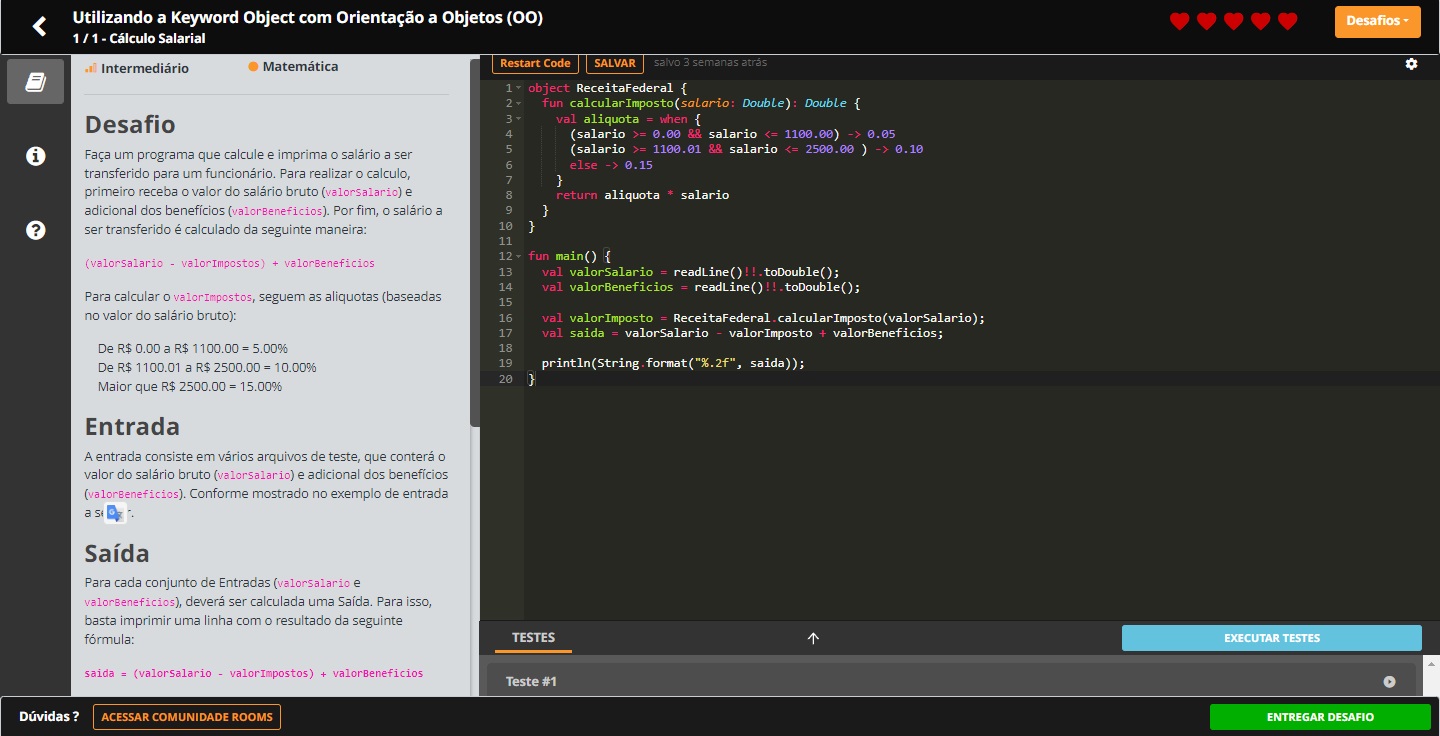 Utilizando a Keyword Object com Orientação a Objetos (OO)
1 / 1 - Cálculo Salarial
Desafios
Intermediário
Matemática
Desafio
Faça um programa que calcule e imprima o salário a ser
transferido para um funcionário. Para realizar o calculo,
primeiro receba o valor do salário bruto (valorSalario) e
adicional dos benefícios (valorBeneficios). Por fim, o salário a
ser transferido é calculado da seguinte maneira:
(valorSalario - valorImpostos) + valorBeneficios
Para calcular o valorImpostos, seguem as aliquotas (baseadas
no valor do salário bruto):
De R$ 0.00 a R$ 1100.00 = 5.00%
De R$ 1100.01 a R$ 2500.00 = 10.00%
Maior que R$ 2500.00 = 15.00%
Entrada
A entrada consiste em vários arquivos de teste, que conterá o
valor do salário bruto (valorSalario) e adicional dos benefícios
(valorBeneficios). Conforme mostrado no exemplo de entrada
a
Saída
Para cada conjunto de Entradas (valorSalario e
valorBeneficios), deverá ser calculada uma Saída. Para isso,
basta imprimir uma linha com o resultado da seguinte
fórmula:
saida = (valorSalario - valorImpostos) + valorBeneficios
Restart Code
SALVAR
salvo 3 semanas atrás
1 object ReceitaFederal {
2 fun calcularImposto(salario: Double): Double {
3 val aliquota = when {
4 (salario >= 0.00 && salario <= 1100.00) -> 0.05
5 (salario >= 1100.01 && salario <= 2500.00 ) -> 0.10
6 else -> 0.15
7 }
8 return aliquota * salario
9 }
10 }
11
12 fun main() {
13 val valorSalario = readLine()!!.toDouble();
14 val valorBeneficios = readLine()!!.toDouble();
15
16 val valorImposto = ReceitaFederal.calcularImposto(valorSalario);
17 val saida = valorSalario - valorImposto + valorBeneficios;
18
19 println(String.format("%.2f", saida));
20 }
TESTES
EXECUTAR TESTES
Teste #1
Dúvidas ?
ACESSAR COMUNIDADE ROOMS
ENTREGAR DESAFIO